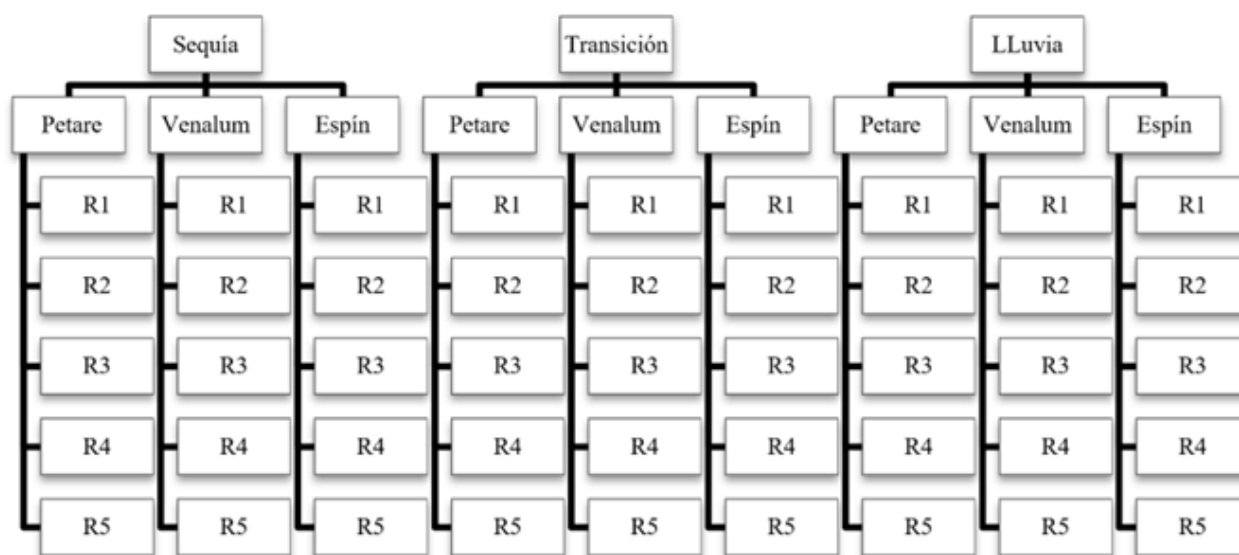 Sequía Transición LLuvia
Petare Venalum Espín Petare Venalum Espín Petare Venalum Espín
R1 R1 R1 R1 R1 R1 R1 R1 R1
R2 R2 R2 R2 R2 R2 R2 R2 R2
R3 R3 R3 R3 R3 R3 R3 R3 R3
R4 R4 R4 R4 R4 R4 R4 R4 R4
R5 R5 R5 R5 R5 R5 R5 R5 R5